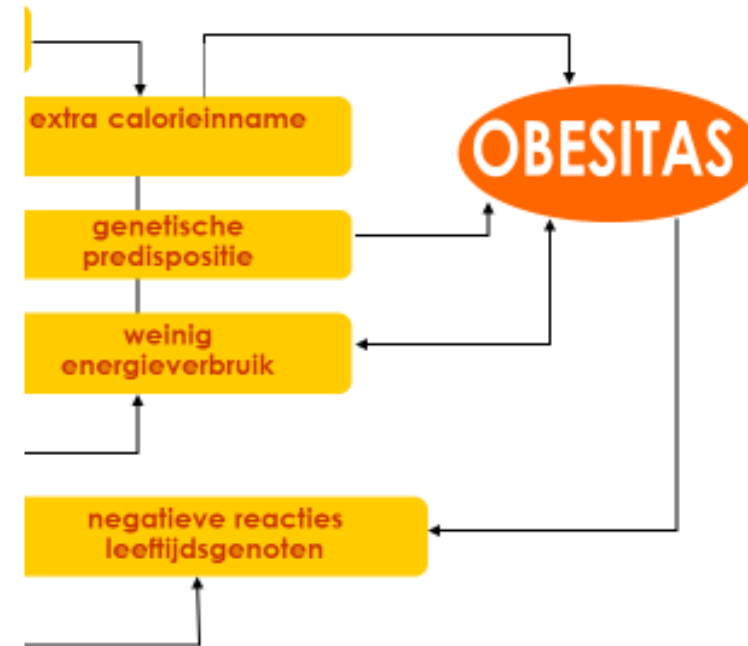 extra calorieinname
OBESITAS
genetische
predispositie
weinig
energieverbruik
negatieve reacties
leeftijdsgenoten